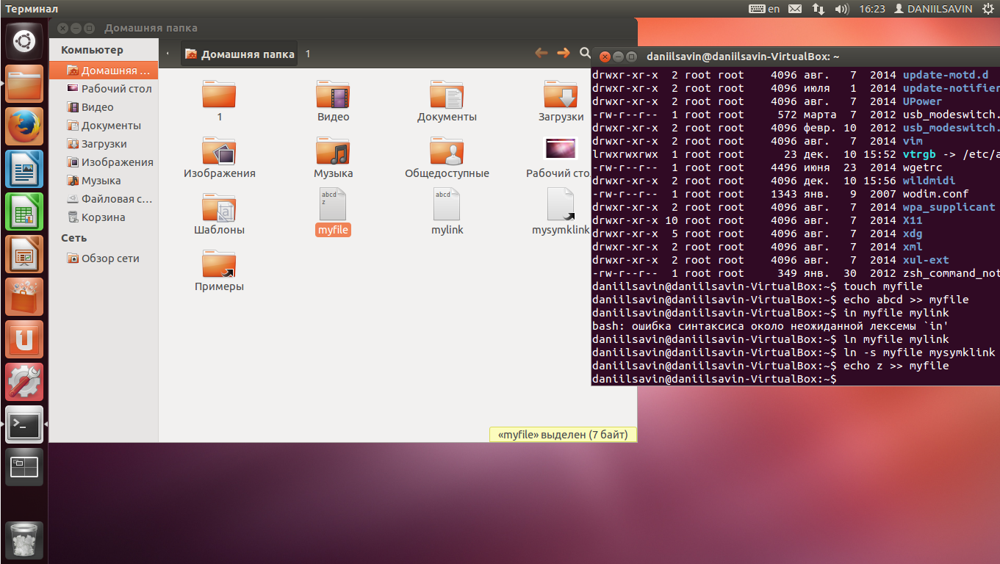 Терминал
en
16:23
DANIILSAVIN
Домашняя папка
Компьютер
Домашняя ...
Рабочий стол
Видео
Документы
Загрузки
Изображения
Музыка
Файловая с...
Корзина
Сеть
Обзор сети
Домашняя папка
1
1
Видео
Документы
Загрузки
Изображения
Музыка
Общедоступные
Рабочий сто
Шаблоны
abcd
z
myfile
abcd
mylink
mysymklink
Примеры
«myfile» выделен (7 байт)
daniilsavin@daniilsavin-VirtualBox: ~
drwxr-xr-x 2 root root 4096 авг. 7 2014 update-motd.d
drwxr-xr-x 2 root root 4096 июля 1 2014 update-notifier
drwxr-xr-x 2 root root 4096 авг. 7 2014 UPower
-rw-r--r-- 1 root root 572 марта 7 2012 usb_modeswitch.
drwxr-xr-x 2 root root 4096 февр. 10 2012 usb_modeswitch.
drwxr-xr-x 2 root root 4096 авг. 7 2014 vim
lrwxrwxrwx 1 root root 23 дек. 10 15:52 vtrgb -> /etc/a
-rw-r--r-- 1 root root 4496 июня 23 2014 wgetrc
drwxr-xr-x 2 root root 4096 дек. 10 15:56 wildmidi
-rw-r--r-- 1 root root 1343 янв. 9 2007 wodim.conf
drwxr-xr-x 2 root root 4096 авг. 7 2014 wpa_supplicant
drwxr-xr-x 10 root root 4096 авг. 7 2014 X11
drwxr-xr-x 5 root root 4096 авг. 7 2014 xdg
drwxr-xr-x 2 root root 4096 авг. 7 2014 xml
drwxr-xr-x 2 root root 4096 авг. 7 2014 xul-ext
-rw-r--r-- 1 root root 349 янв. 30 2012 zsh_command_not
daniilsavin@daniilsavin-VirtualBox:~$ touch myfile
daniilsavin@daniilsavin-VirtualBox:~$ echo abcd >> myfile
daniilsavin@daniilsavin-VirtualBox:~$ in myfile mylink
bash: ошибка синтаксиса около неожиданной лексемы `in'
daniilsavin@daniilsavin-VirtualBox:~$ ln myfile mylink
daniilsavin@daniilsavin-VirtualBox:~$ ln -s myfile mysymklink
daniilsavin@daniilsavin-VirtualBox:~$ echo z >> myfile
daniilsavin@daniilsavin-VirtualBox:~$